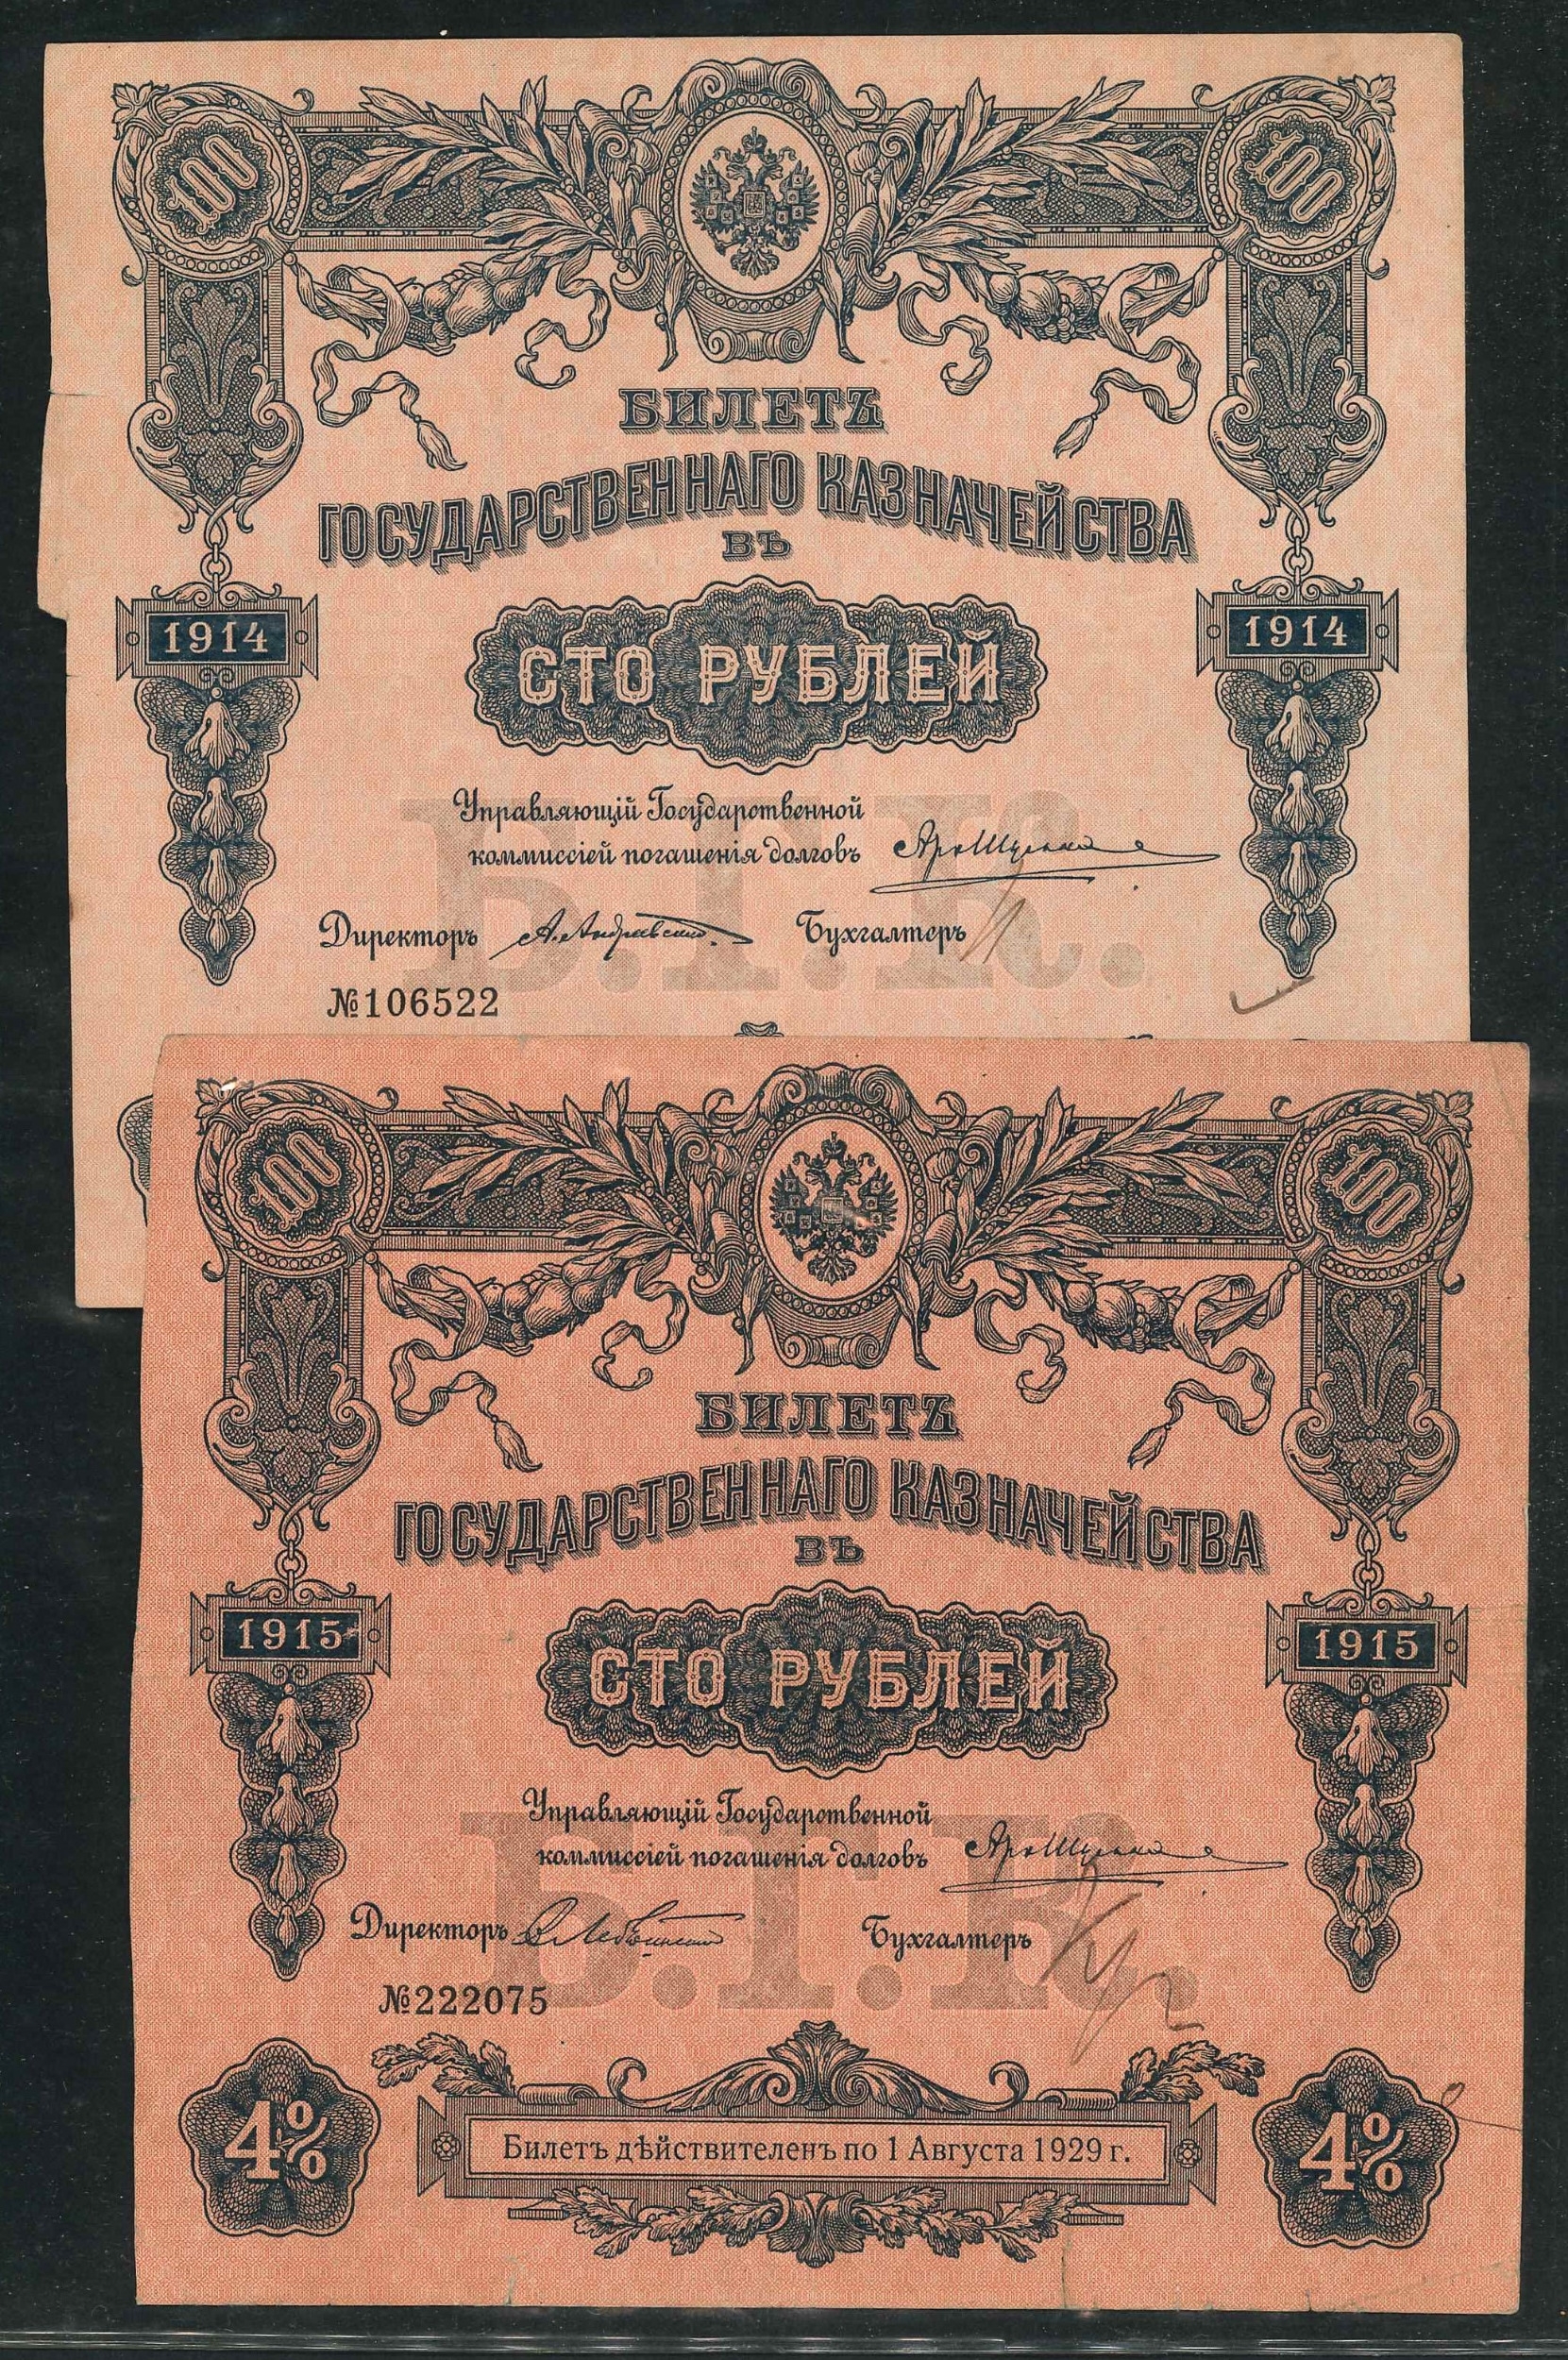 100 100
БИЛЕТЪ
ГОСУДАРСТВЕННАГО КАЗНАЧЕЙСТВА
ВЪ
1914 1914
СТО РУБЛЕЙ
Управляющій Государственной
коммиссіей погашенія долговъ
Б.Г.К.
Директоръ Бухгалтеръ
№106522
100 100
БИЛЕТЪ
ГОСУДАРСТВЕННАГО КАЗНАЧЕЙСТВА
ВЪ
1915 1915
СТО РУБЛЕЙ
Управляющій Государственной
коммиссіей погашенія долговъ
Б.Г.К.
Директоръ Бухгалтеръ
№222075
4% 4%
Билетъ дѣйствителенъ по 1 Августа 1929 г.